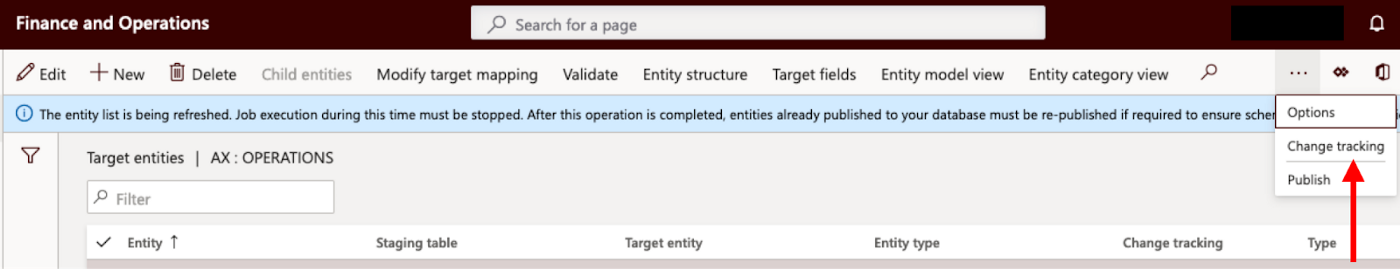 Finance and Operations
Search for a page
Edit New Delete Child entities Modify target mapping Validate Entity structure Target fields Entity model view Entity category view ...
The entity list is being refreshed. Job execution during this time must be stopped. After this operation is completed, entities already published to your database must be re-published if required to ensure
Options
Change tracking
Publish
Target entities | AX : OPERATIONS
Filter
Entity ↑ Staging table Target entity Entity type Change tracking Type